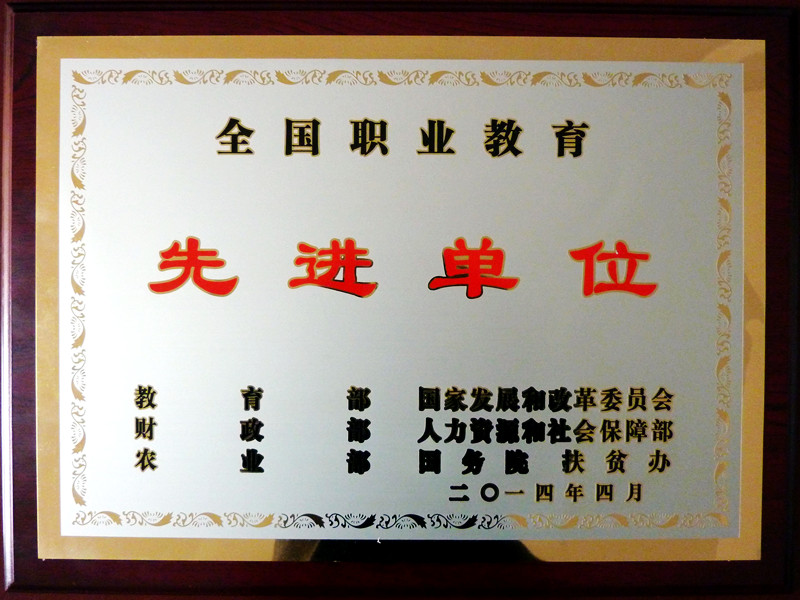 全国职业教育
先进单位
教育部 国家发展和改革委员会
财政部 人力资源和社会保障部
农业部 国务院扶贫办
二〇一四年四月